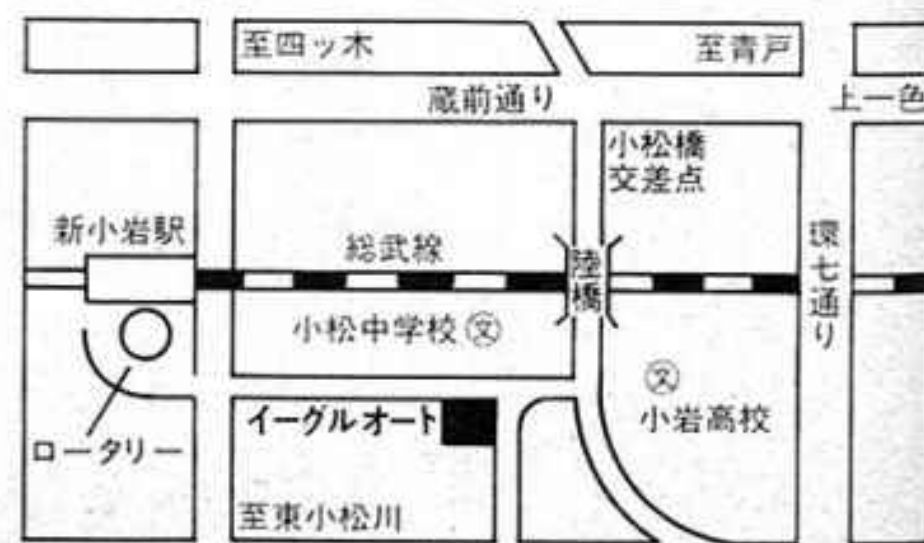 至四ッ木
至青戸
蔵前通り
上一色
小松橋
交差点
新小岩駅
総武線
陸橋
環七通り
小松中学校 文
文
小岩高校
イーグルオート
ロータリー
至東小松川